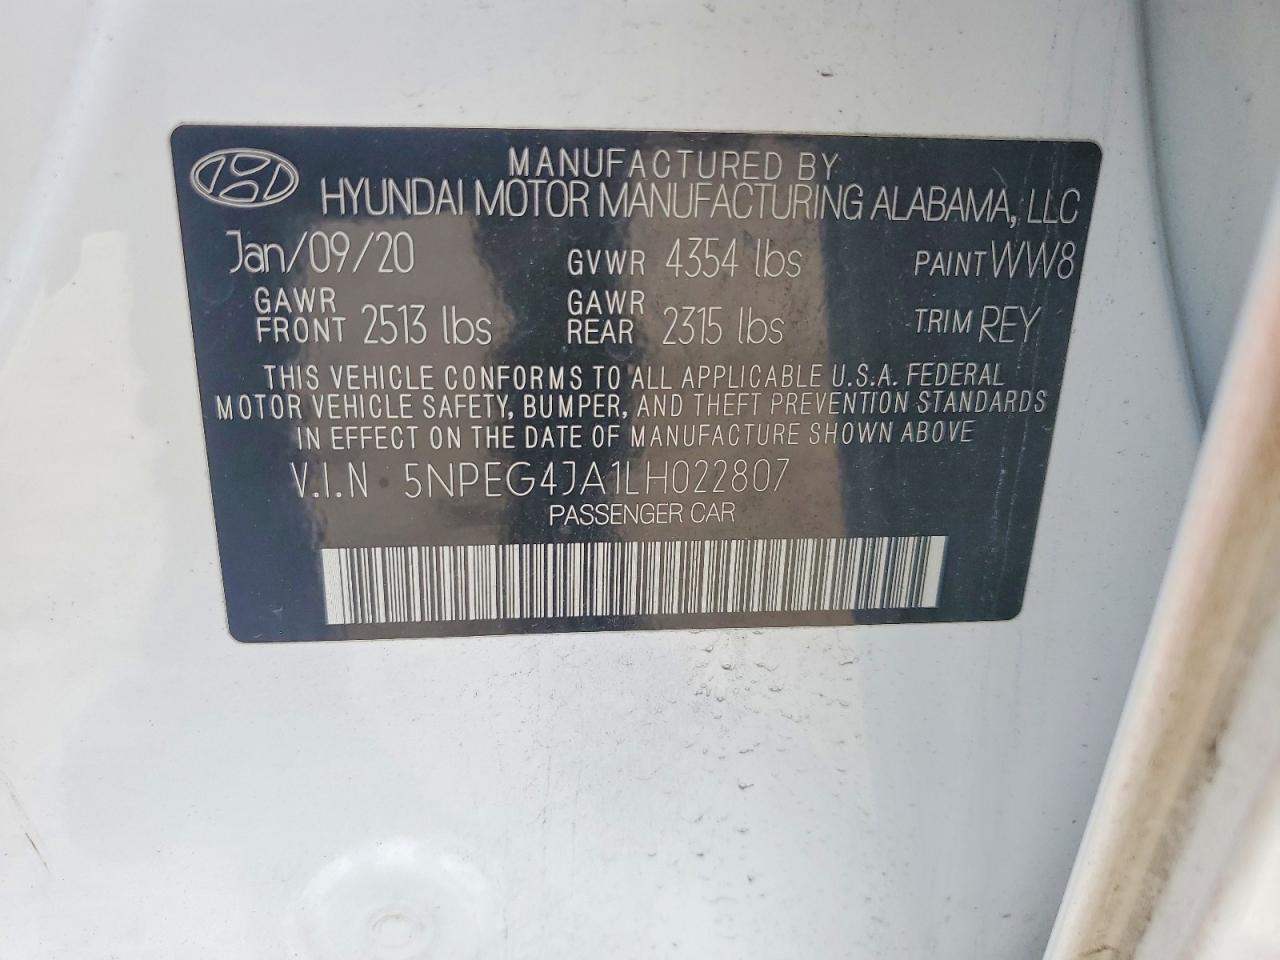 MANUFACTURED BY
HYUNDAI MOTOR MANUFACTURING ALABAMA, LLC
Jan/09/20 GVWR 4354 lbs PAINT WW8
GAWR FRONT 2513 lbs GAWR REAR 2315 lbs TRIM REY
THIS VEHICLE CONFORMS TO ALL APPLICABLE U.S.A. FEDERAL
MOTOR VEHICLE SAFETY, BUMPER, AND THEFT PREVENTION STANDARDS
IN EFFECT ON THE DATE OF MANUFACTURE SHOWN ABOVE
V.I.N 5NPEG4JA1LH022807
PASSENGER CAR